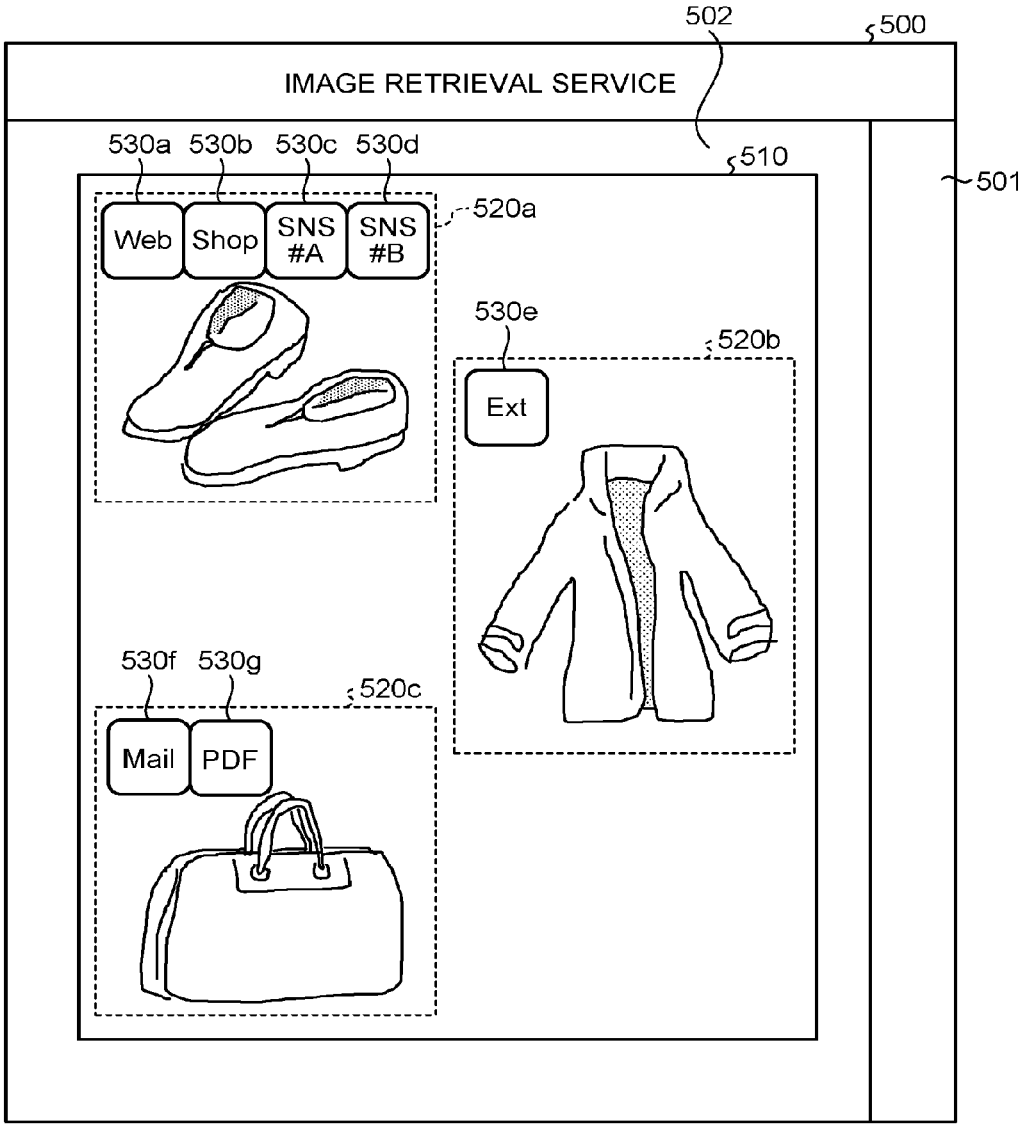 502
500
IMAGE RETRIEVAL SERVICE
530a 530b 530c 530d
510
501
520a
Web Shop SNS #A SNS #B
530e
520b
Ext
530f 530g
520c
Mail PDF